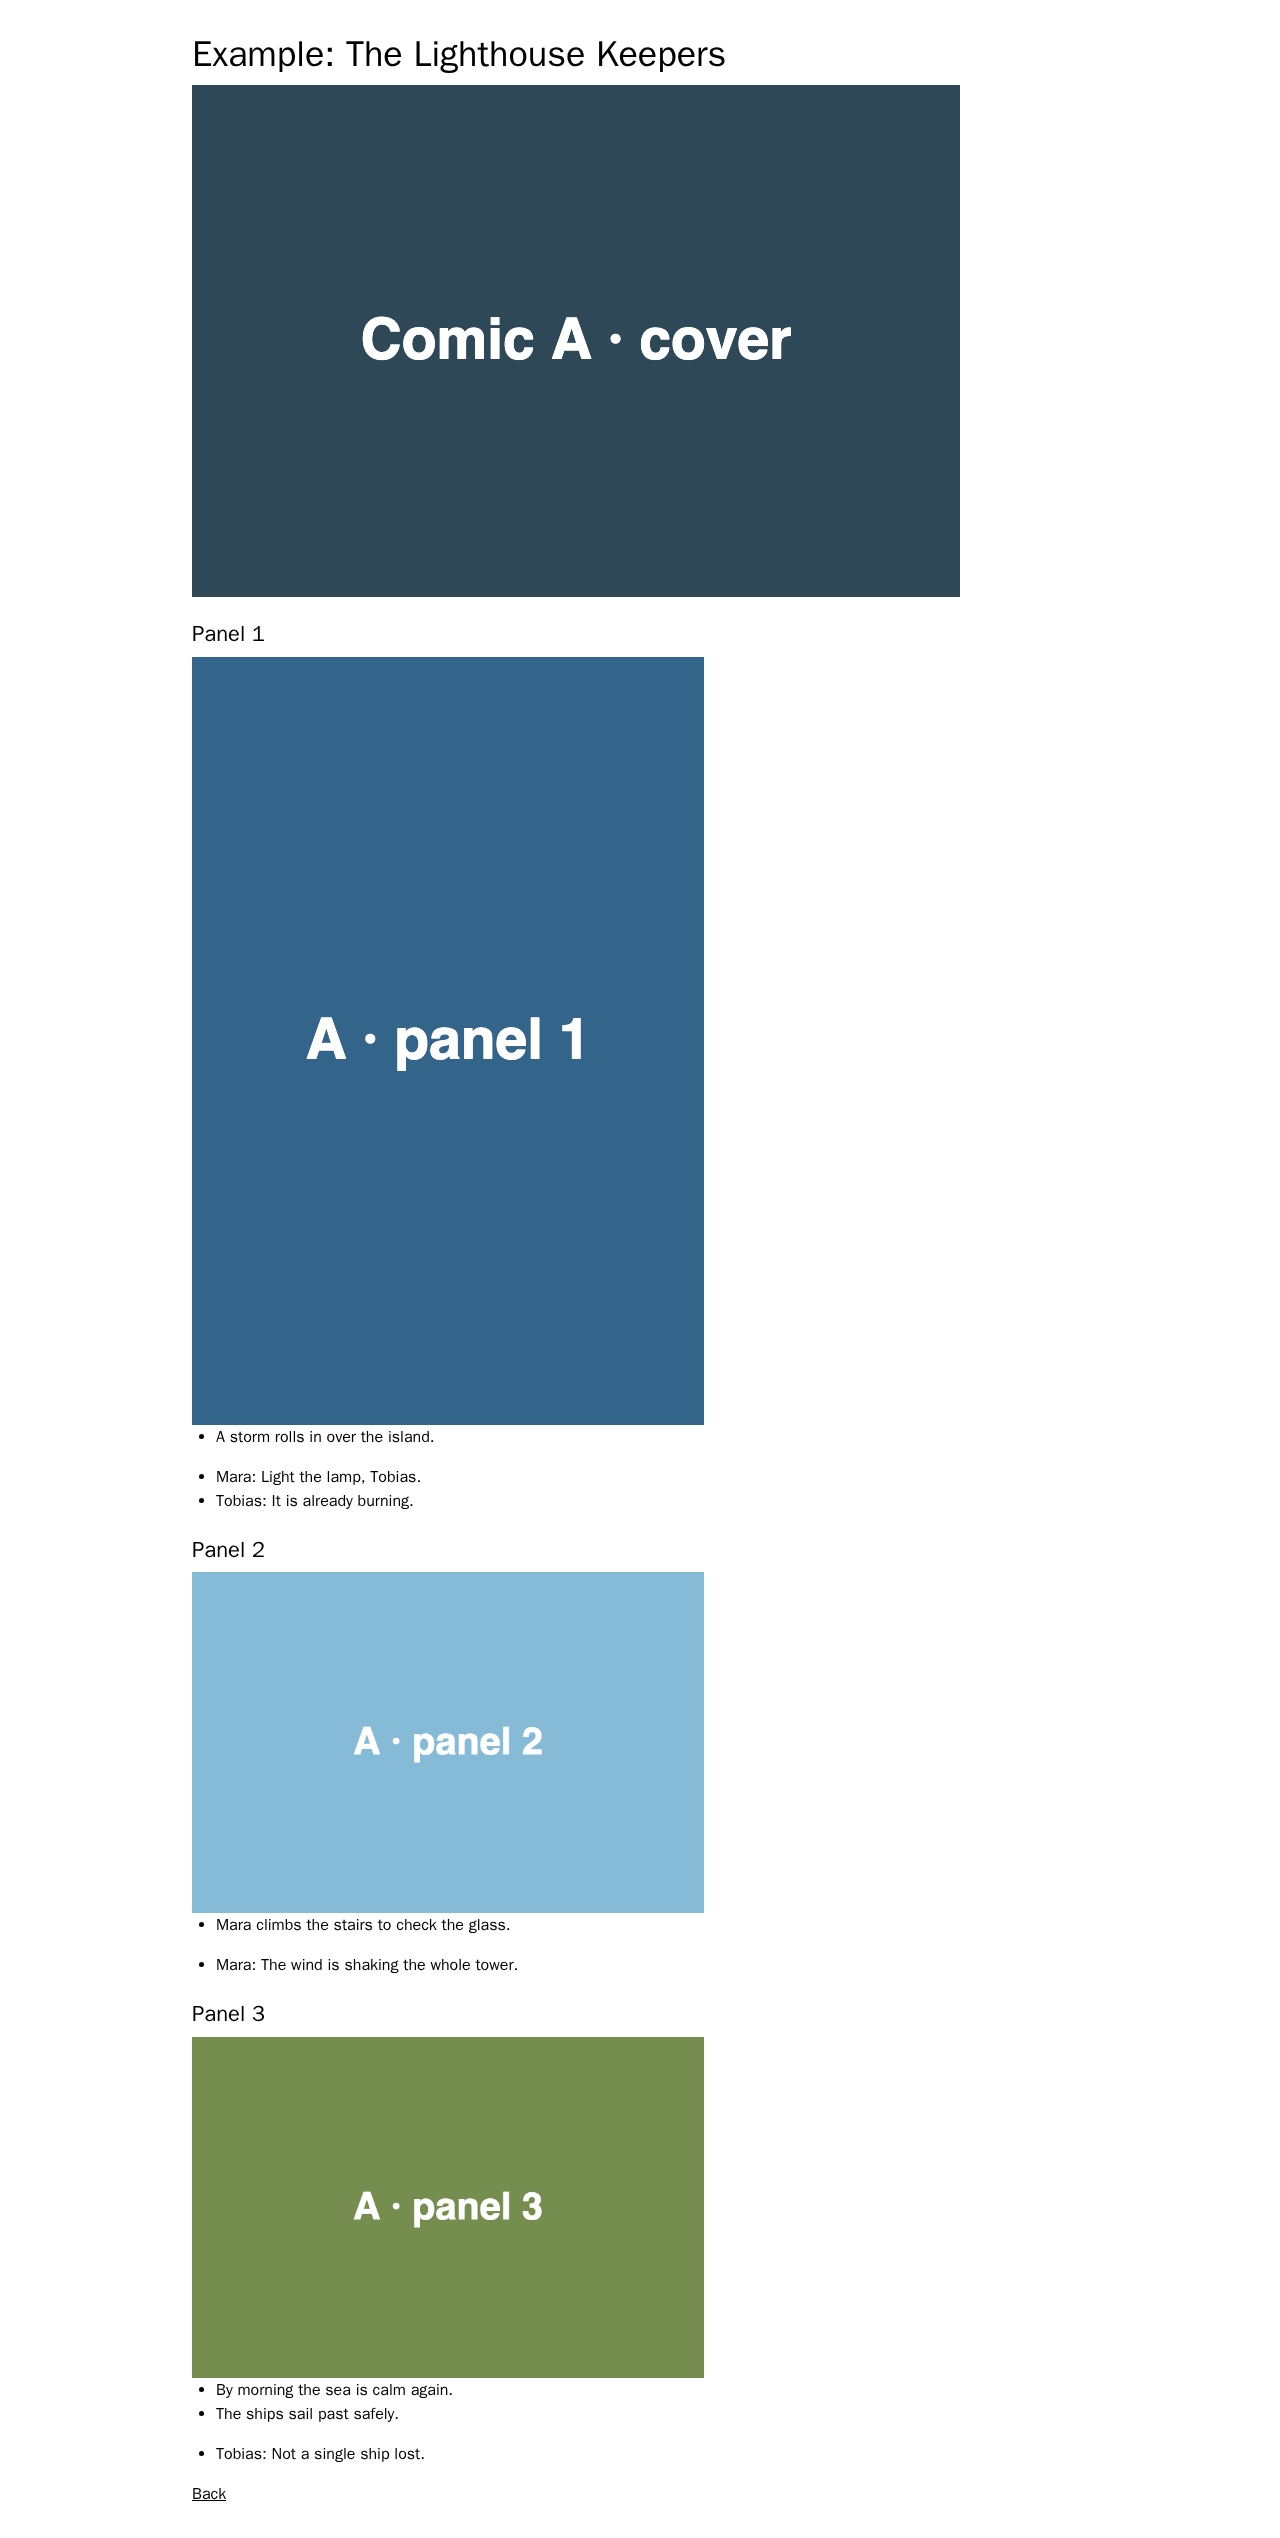 Example: The Lighthouse Keepers
Comic A · cover
Panel 1
A · panel 1
• A storm rolls in over the island.
• Mara: Light the lamp, Tobias.
• Tobias: It is already burning.
Panel 2
A · panel 2
• Mara climbs the stairs to check the glass.
• Mara: The wind is shaking the whole tower.
Panel 3
A · panel 3
• By morning the sea is calm again.
• The ships sail past safely.
• Tobias: Not a single ship lost.
Back